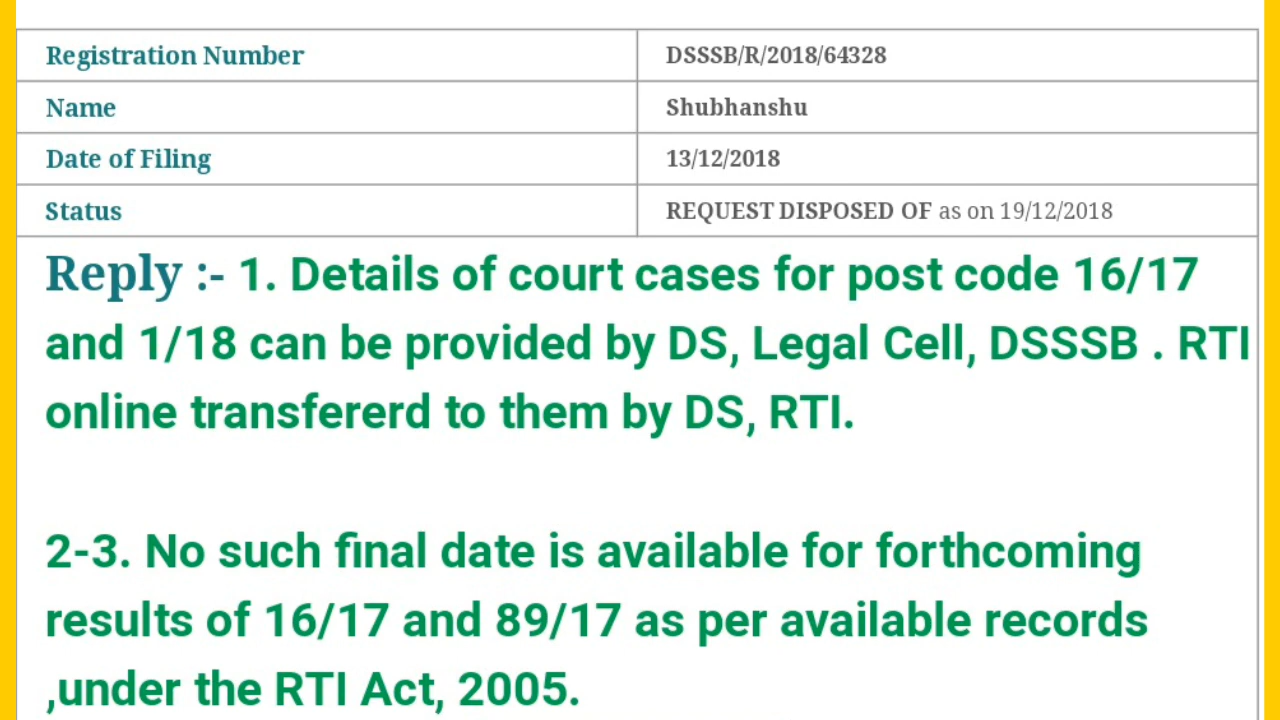 Registration Number DSSSB/R/2018/64328
Name Shubhanshu
Date of Filing 13/12/2018
Status REQUEST DISPOSED OF as on 19/12/2018
Reply :- 1. Details of court cases for post code 16/17
and 1/18 can be provided by DS, Legal Cell, DSSSB . RTI
online transfererd to them by DS, RTI.
2-3. No such final date is available for forthcoming
results of 16/17 and 89/17 as per available records
,under the RTI Act, 2005.